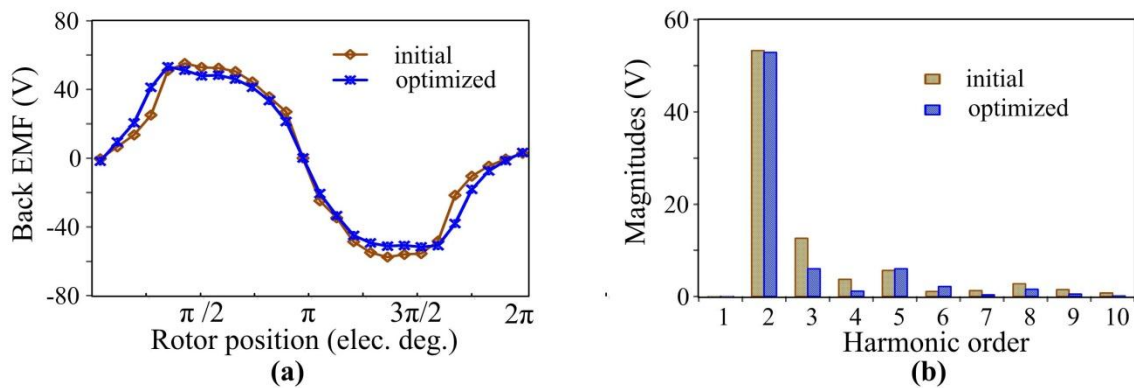 80
40
0
-40
-80
Back EMF (V)
initial
optimized
π /2
π
3π/2
2π
Rotor position (elec. deg.)
(a)
60
40
20
0
Magnitudes (V)
initial
optimized
1 2 3 4 5 6 7 8 9 10
Harmonic order
(b)